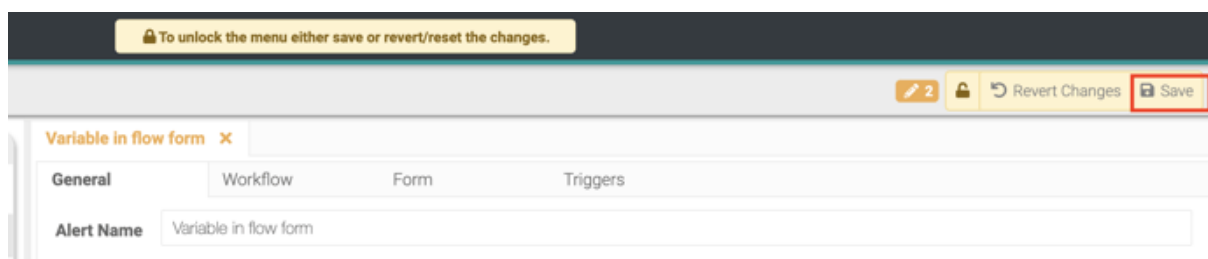 To unlock the menu either save or revert/reset the changes.
2 Revert Changes Save
Variable in flow form
General Workflow Form Triggers
Alert Name Variable in flow form